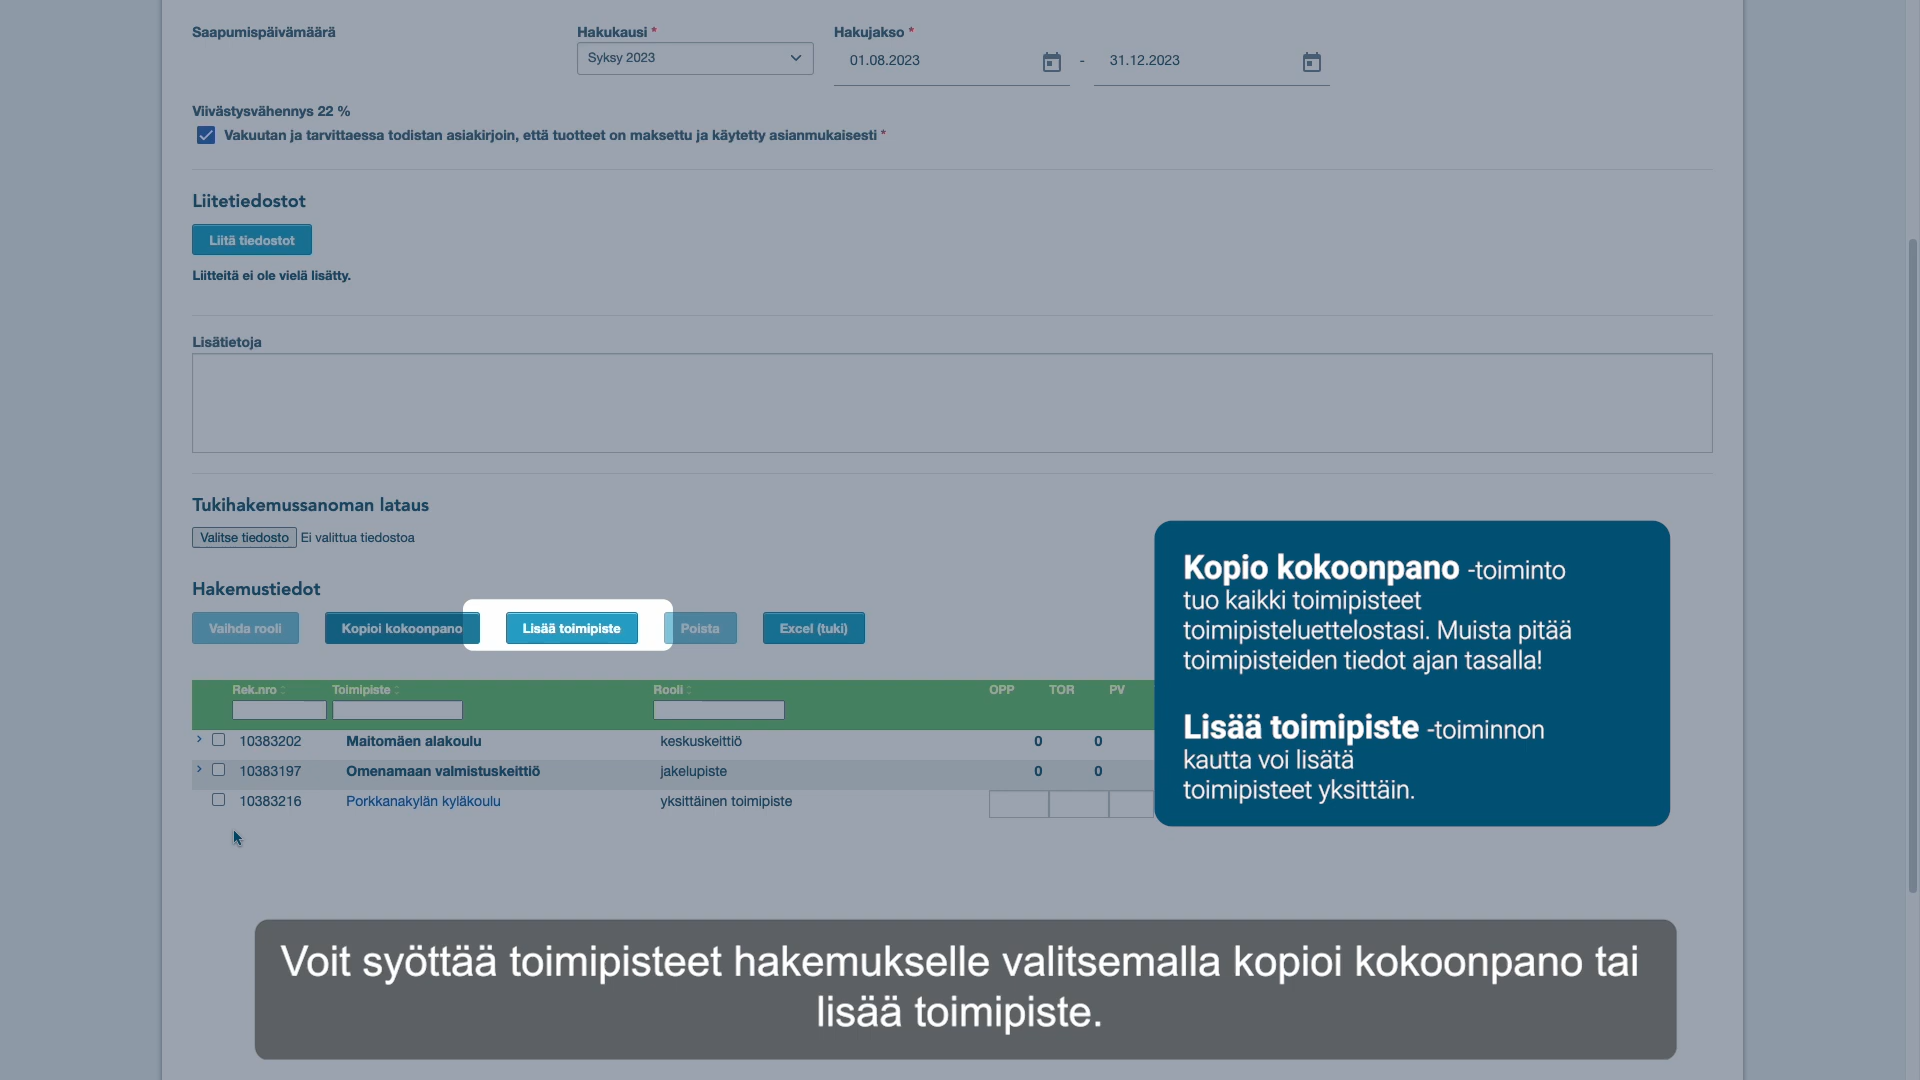 Saapumispäivämäärä
Hakukausi *
Hakujakso *
Syksy 2023
01.08.2023
-
31.12.2023
Viivästysvähennys 22 %
Vakuutan ja tarvittaessa todistan asiakirjoin, että tuotteet on maksettu ja käytetty asianmukaisesti *
Liitetiedostot
Liitä tiedostot
Liitteitä ei ole vielä lisätty.
Lisätietoja
Tukihakemussanoman lataus
Valitse tiedosto Ei valittua tiedostoa
Hakemustiedot
Vaihda rooli
Kopioi kokoonpano
Lisää toimipiste
Poista
Excel (tuki)
Rek.nro
Toimipiste
Rooli
OPP
TOR
PV
10383202 Maitomäen alakoulu keskuskeittiö 0 0
10383197 Omenamaan valmistuskeittiö jakelupiste 0 0
10383216 Porkkanakylän kyläkoulu yksittäinen toimipiste
Kopio kokoonpano -toiminto
tuo kaikki toimipisteet
toimipisteluettelostasi. Muista pitää
toimipisteiden tiedot ajan tasalla!
Lisää toimipiste -toiminnon
kautta voi lisätä
toimipisteet yksittäin.
Voit syöttää toimipisteet hakemukselle valitsemalla kopioi kokoonpano tai
lisää toimipiste.